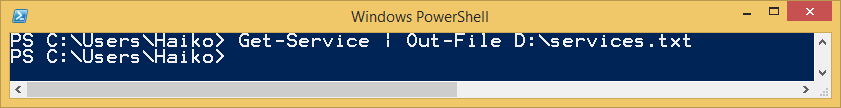 Windows PowerShell
PS C:\Users\Haiko> Get-Service | Out-File D:\services.txt
PS C:\Users\Haiko>